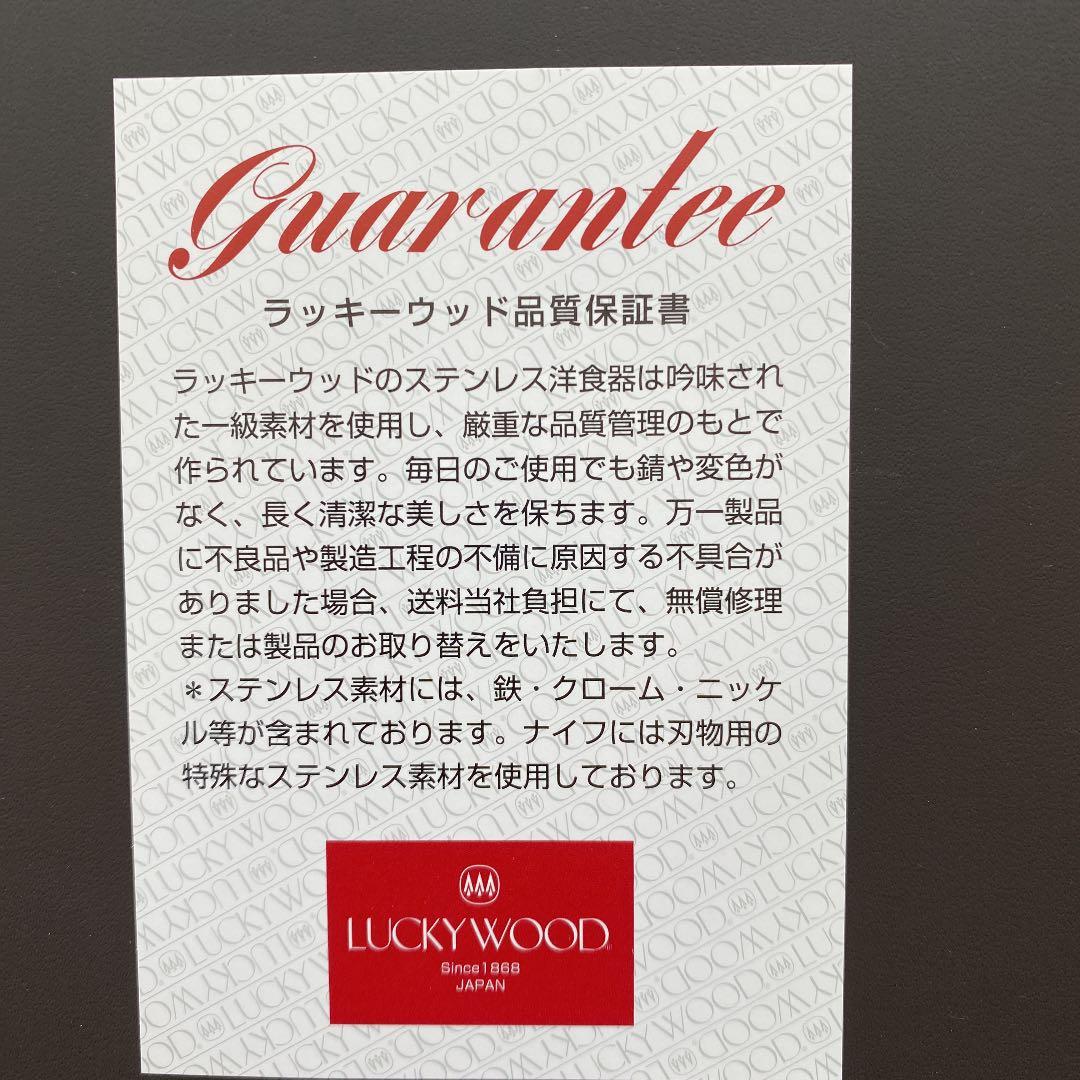 Guarantee
ラッキーウッド品質保証書
ラッキーウッドのステンレス洋食器は吟味され
た一級素材を使用し、厳重な品質管理のもとで
作られています。毎日のご使用でも錆や変色が
なく、長く清潔な美しさを保ちます。万一製品
に不良品や製造工程の不備に原因する不具合が
ありました場合、送料当社負担にて、無償修理
または製品のお取り替えをいたします。
＊ステンレス素材には、鉄・クローム・ニッケ
ル等が含まれております。ナイフには刃物用の
特殊なステンレス素材を使用しております。
LUCKYWOOD
Since1868
JAPAN